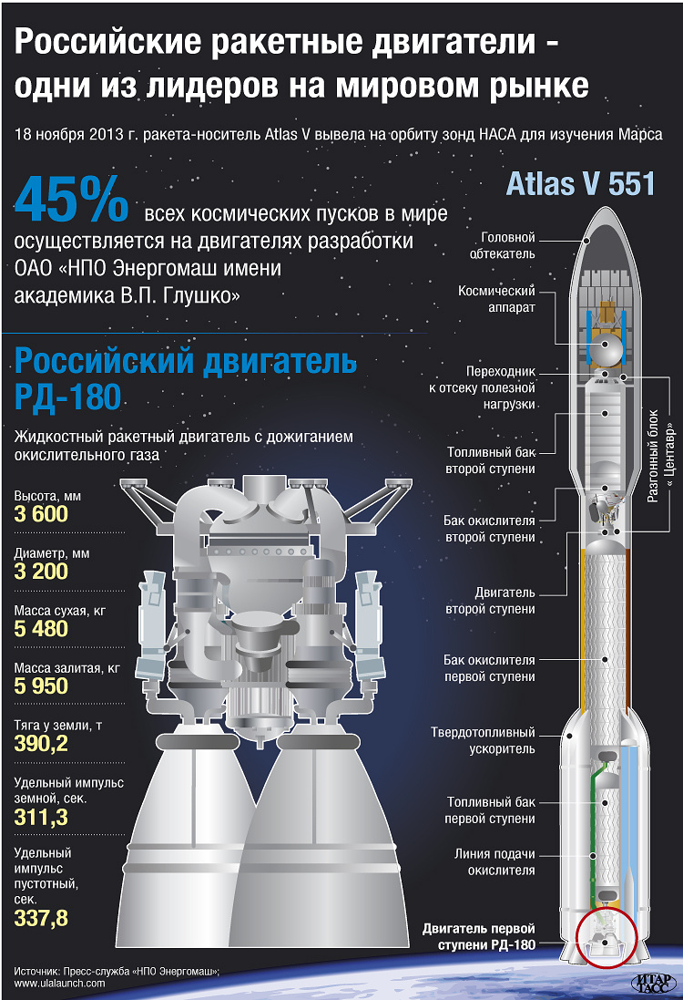 Российские ракетные двигатели -
одни из лидеров на мировом рынке
18 ноября 2013 г. ракета-носитель Atlas V вывела на орбиту зонд НАСА для изучения Марса
45% всех космических пусков в мире
осуществляется на двигателях разработки
ОАО «НПО Энергомаш имени
академика В.П. Глушко»
Российский двигатель
РД-180
Жидкостный ракетный двигатель с дожиганием
окислительного газа
Высота, мм
3 600
Диаметр, мм
3 200
Масса сухая, кг
5 480
Масса залитая, кг
5 950
Тяга у земли, т
390,2
Удельный импульс
земной, сек.
311,3
Удельный
импульс
пустотный,
сек.
337,8
Atlas V 551
Головной
обтекатель
Космический
аппарат
Переходник
к отсеку полезной
нагрузки
Топливный бак
второй ступени
Разгонный блок
« Центавр»
Бак окислителя
второй ступени
Двигатель
второй ступени
Бак окислителя
первой ступени
Твердотопливный
ускоритель
Топливный бак
первой ступени
Линия подачи
окислителя
Двигатель первой
ступени РД-180
Источник: Пресс-служба «НПО Энергомаш»;
www.ulalaunch.com
ИТАР
ТАСС